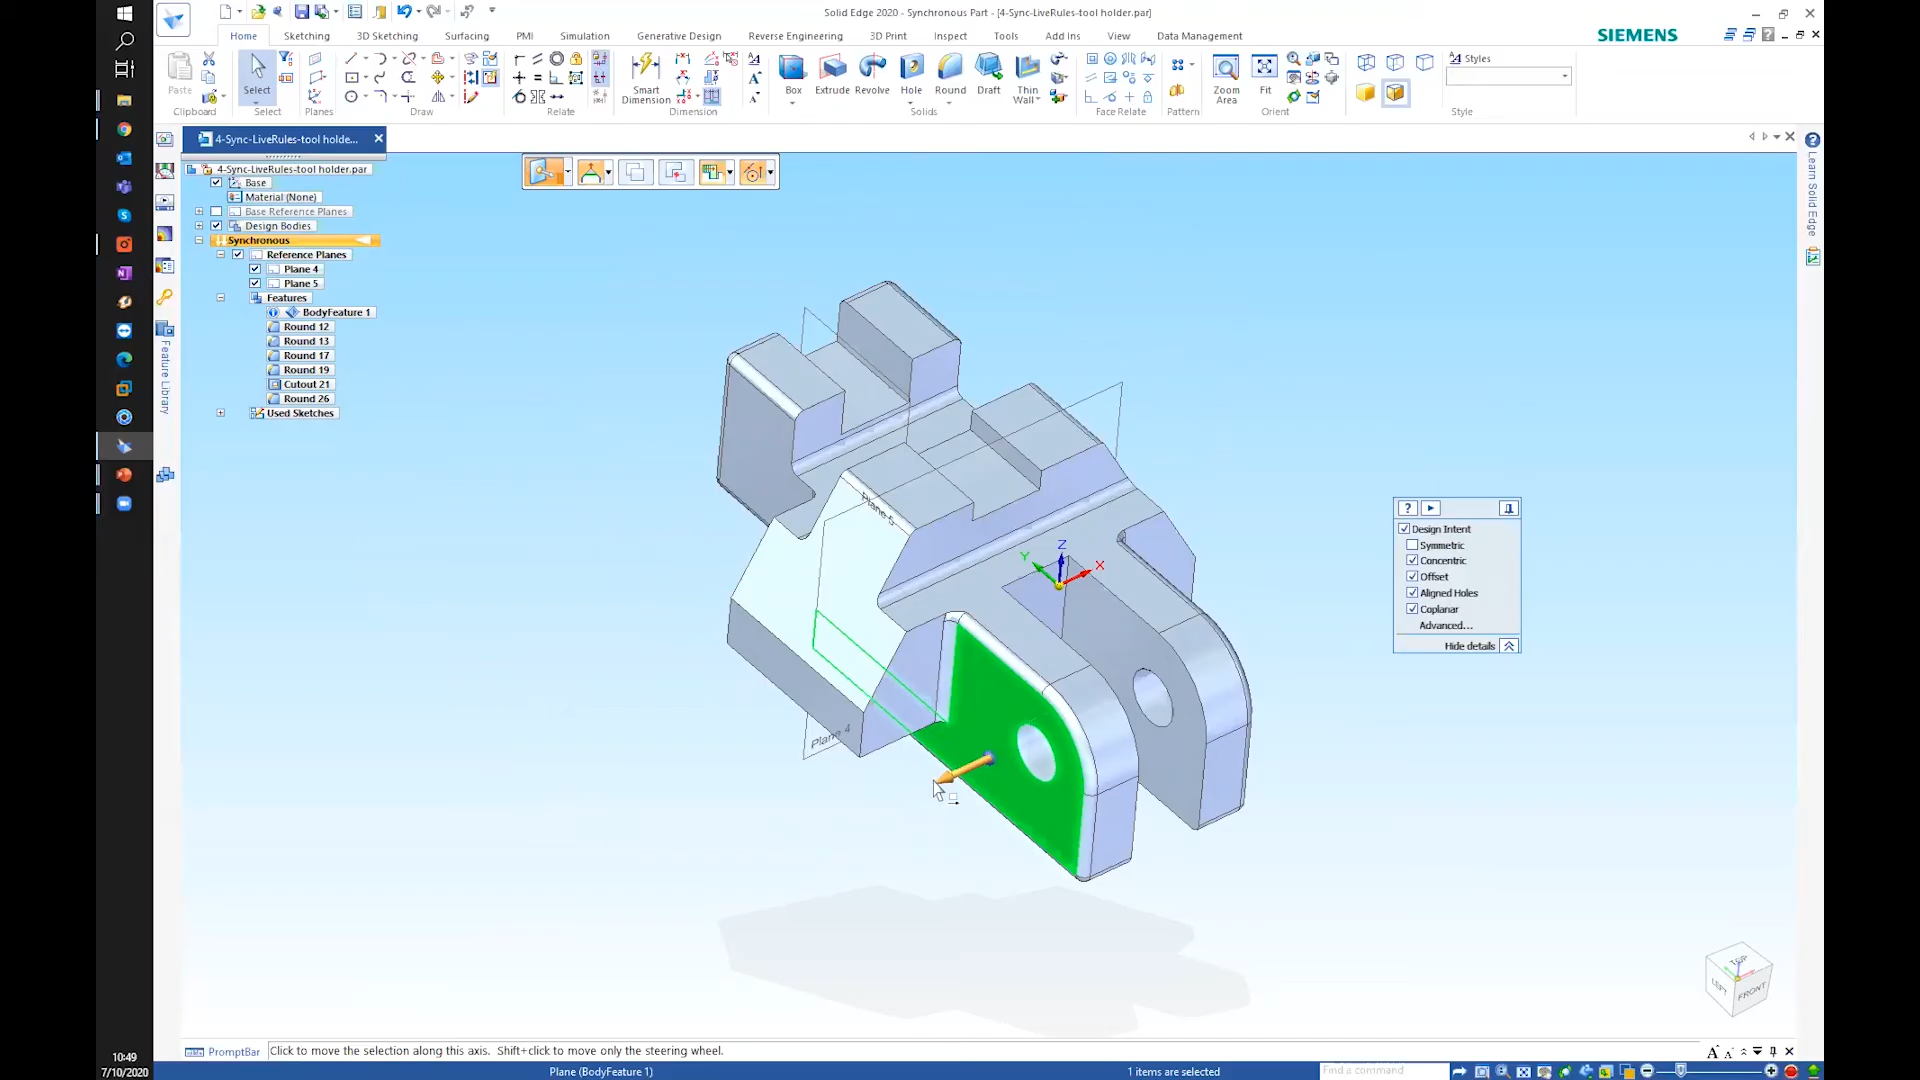 Solid Edge 2020 - Synchronous Part - [4-Sync-LiveRules-tool holder.par]
Home Sketching 3D Sketching Surfacing PMI Simulation Generative Design Reverse Engineering 3D Print Inspect Tools Add Ins View Data Management
SIEMENS
Paste
Clipboard
Select
Select
Planes
Draw
Relate
Smart Dimension
Dimension
Box
Extrude
Revolve
Hole
Round
Draft
Thin Wall
Solids
Face Relate
Pattern
Zoom Area
Fit
Orient
Styles
Style
4-Sync-LiveRules-tool holde...
4-Sync-LiveRules-tool holder.par
Base
Material (None)
Base Reference Planes
Design Bodies
Synchronous
Reference Planes
Plane 4
Plane 5
Features
BodyFeature 1
Round 12
Round 13
Round 17
Round 19
Cutout 21
Round 26
Used Sketches
Feature Library
Learn Solid Edge
Plane 5
Plane 4
Z
Y
X
?
Design Intent
Symmetric
Concentric
Offset
Aligned Holes
Coplanar
Advanced...
Hide details
TOP
LEFT
FRONT
PromptBar
Click to move the selection along this axis. Shift+click to move only the steering wheel.
Plane (BodyFeature 1)
1 items are selected
Find a command
10:49
7/10/2020